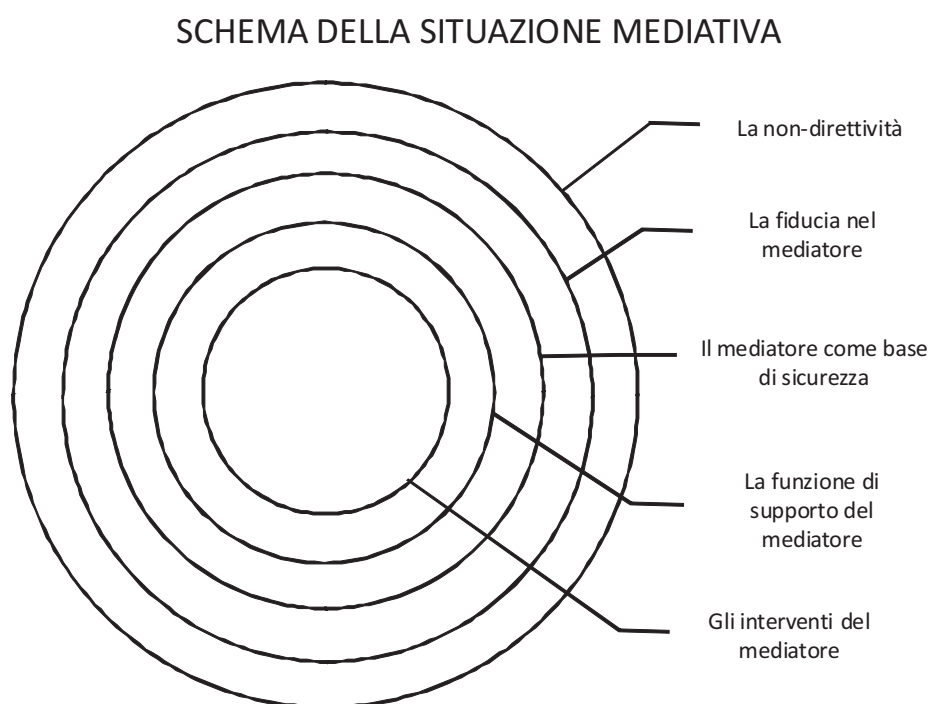 SCHEMA DELLA SITUAZIONE MEDIATIVA
La non-direttività
La fiducia nel
mediatore
Il mediatore come base
di sicurezza
La funzione di
supporto del
mediatore
Gli interventi del
mediatore